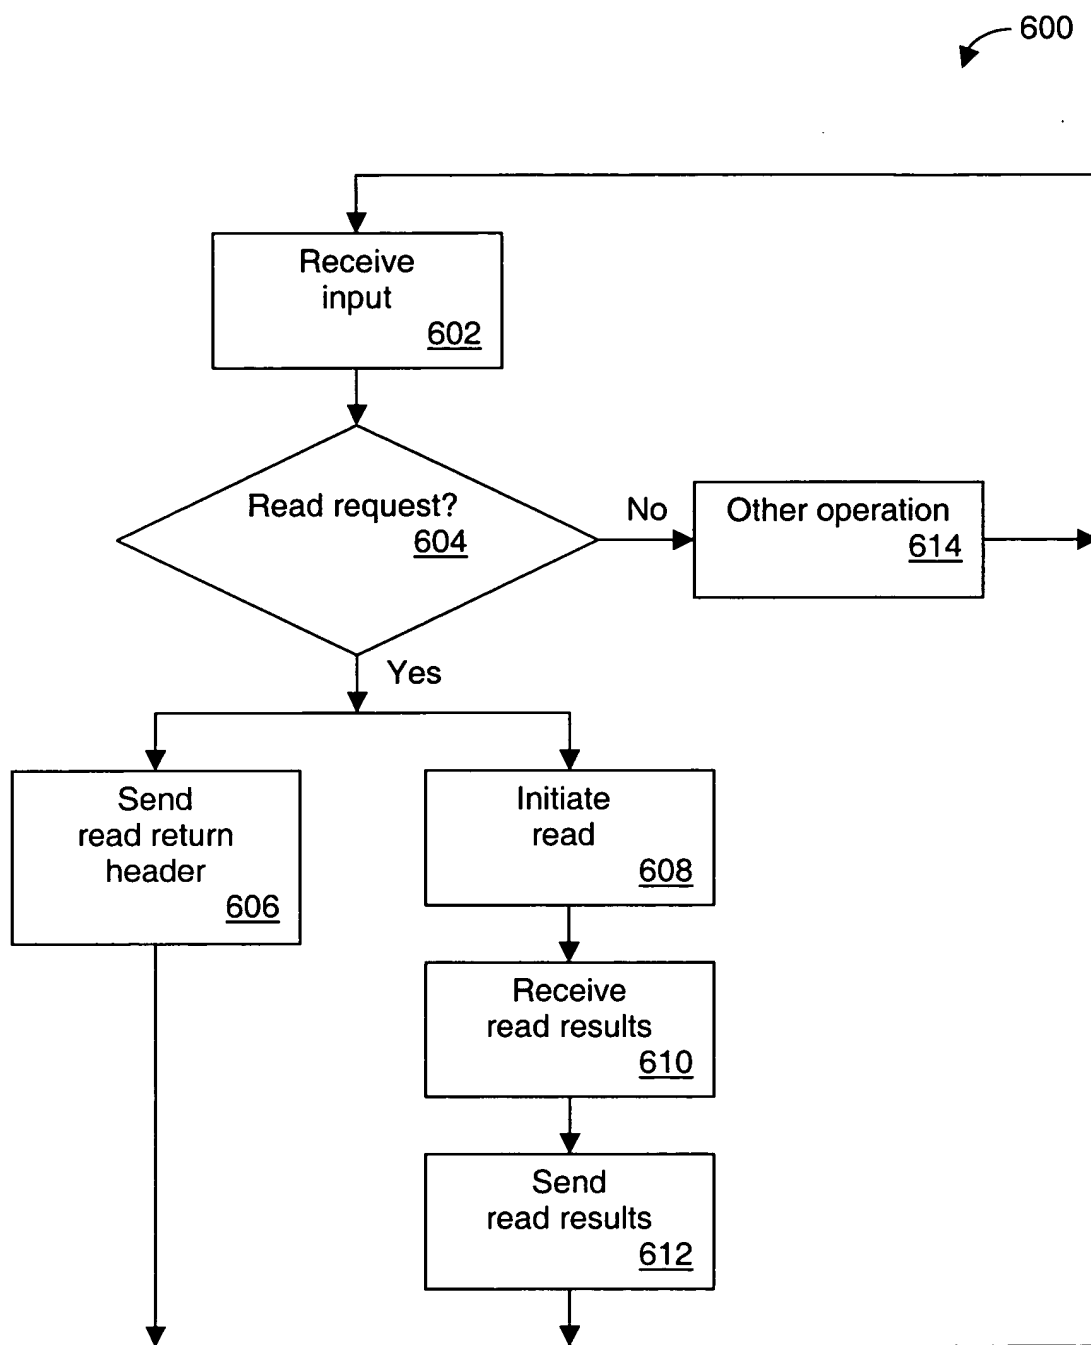 600
Receive
input
602
Read request?
604
No
Other operation
614
Yes
Send
read return
header
606
Initiate
read
608
Receive
read results
610
Send
read results
612